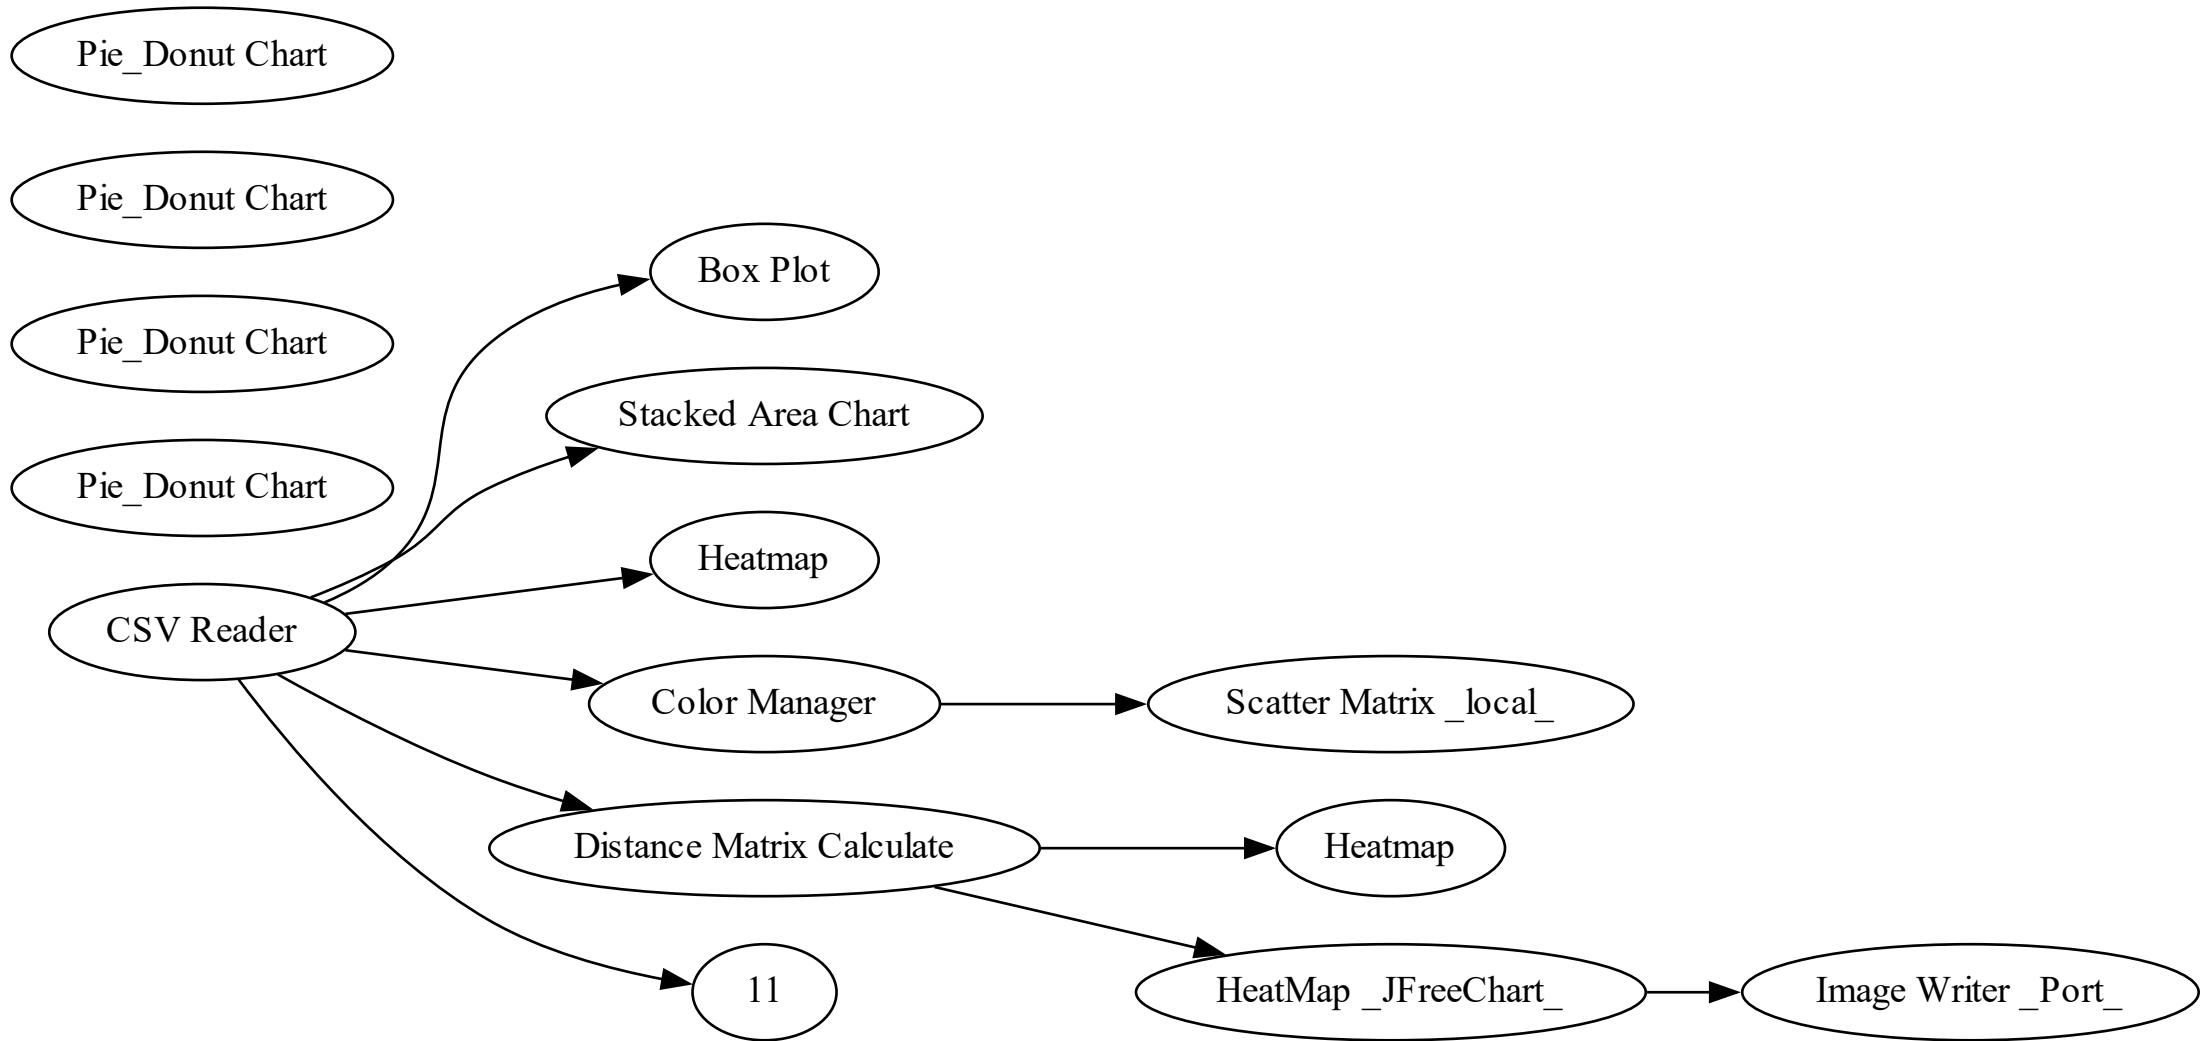 Pie_Donut Chart
Pie_Donut Chart
Pie_Donut Chart
Pie_Donut Chart
CSV Reader
Box Plot
Stacked Area Chart
Heatmap
Color Manager
Distance Matrix Calculate
11
Scatter Matrix _local_
Heatmap
HeatMap _JFreeChart_
Image Writer _Port_